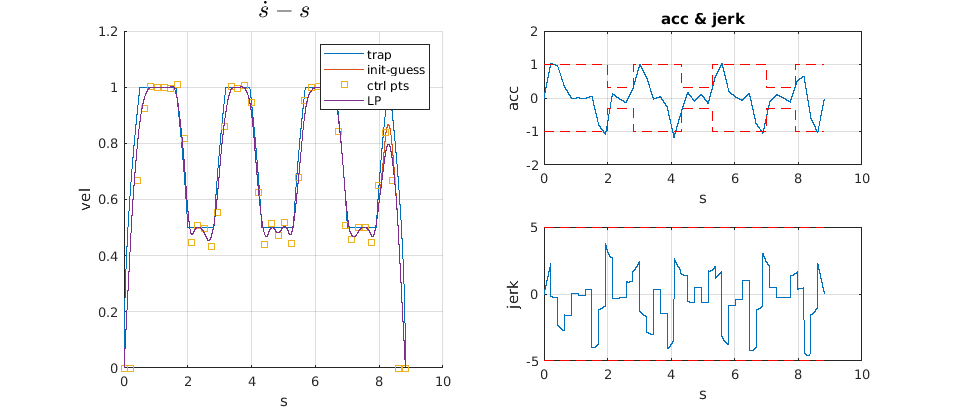 ṡ − s
1.2
1
0.8
0.6
0.4
0.2
0
vel
0 2 4 6 8 10
s
trap
init-guess
ctrl pts
LP
acc & jerk
2
1
0
-1
-2
acc
0 2 4 6 8 10
s
5
0
-5
jerk
0 2 4 6 8 10
s